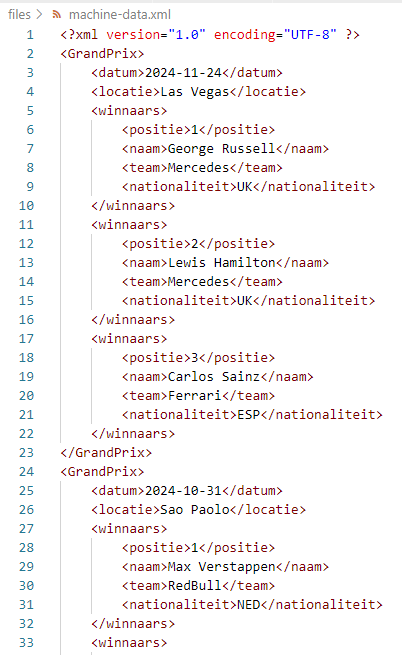 files > machine-data.xml
1 <?xml version="1.0" encoding="UTF-8" ?>
2 <GrandPrix>
3 <datum>2024-11-24</datum>
4 <locatie>Las Vegas</locatie>
5 <winnaars>
6 <positie>1</positie>
7 <naam>George Russell</naam>
8 <team>Mercedes</team>
9 <nationaliteit>UK</nationaliteit>
10 </winnaars>
11 <winnaars>
12 <positie>2</positie>
13 <naam>Lewis Hamilton</naam>
14 <team>Mercedes</team>
15 <nationaliteit>UK</nationaliteit>
16 </winnaars>
17 <winnaars>
18 <positie>3</positie>
19 <naam>Carlos Sainz</naam>
20 <team>Ferrari</team>
21 <nationaliteit>ESP</nationaliteit>
22 </winnaars>
23 </GrandPrix>
24 <GrandPrix>
25 <datum>2024-10-31</datum>
26 <locatie>Sao Paolo</locatie>
27 <winnaars>
28 <positie>1</positie>
29 <naam>Max Verstappen</naam>
30 <team>RedBull</team>
31 <nationaliteit>NED</nationaliteit>
32 </winnaars>
33 <winnaars>